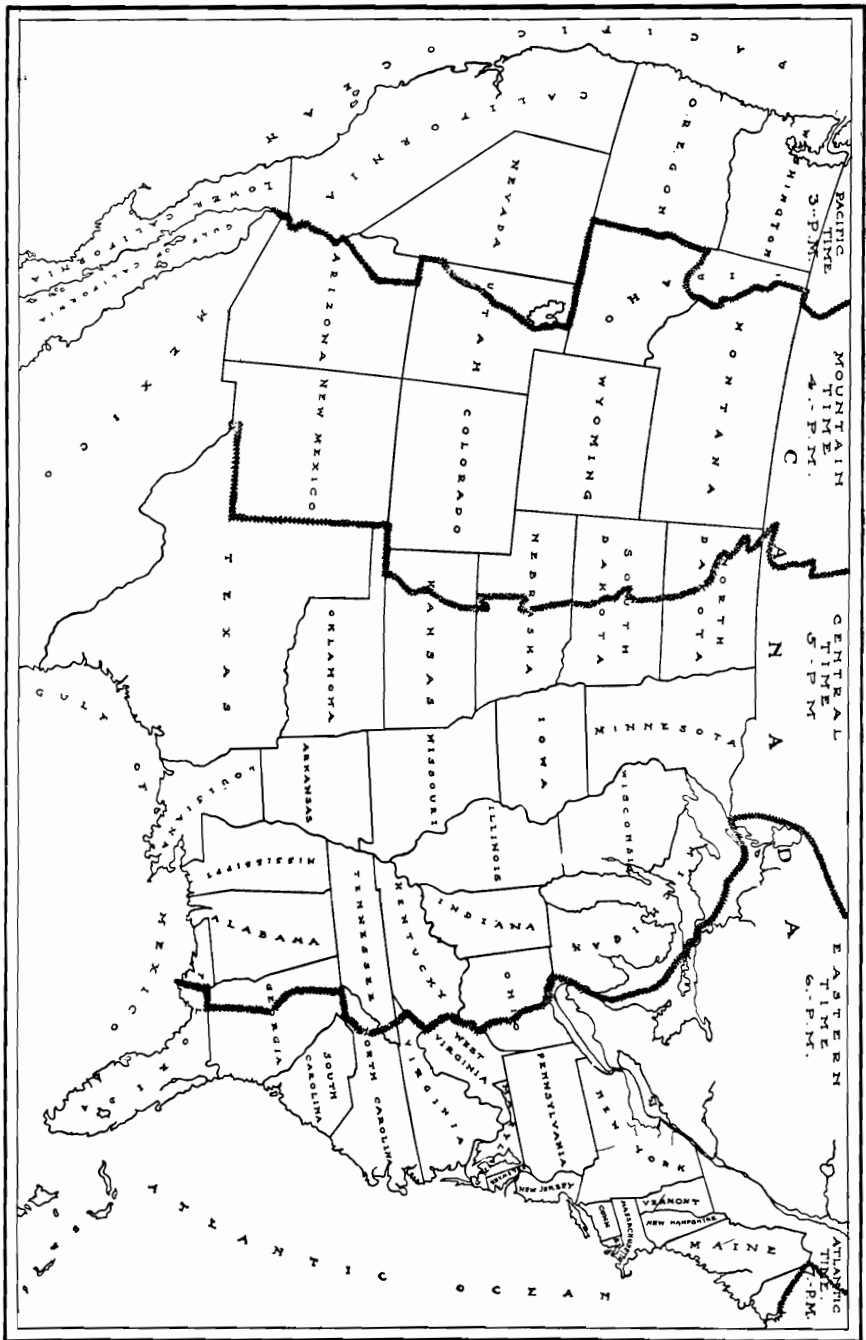 PACIFIC
TIME
3.-P.M.
MOUNTAIN
TIME
4.-P.M.
CENTRAL
TIME
5-PM
EASTERN
TIME
6.-P.M.
ATLANTIC
TIME
7.-P.M.
CANADA
WASHINGTON
OREGON
CALIFORNIA
NEVADA
IDAHO
MONTANA
WYOMING
UTAH
COLORADO
ARIZONA
NEW MEXICO
NORTH
DAKOTA
SOUTH
DAKOTA
NEBRASKA
KANSAS
OKLAHOMA
TEXAS
MINNESOTA
IOWA
MISSOURI
ARKANSAS
LOUISIANA
WISCONSIN
ILLINOIS
MICHIGAN
INDIANA
OHIO
KENTUCKY
TENNESSEE
MISSISSIPPI
ALABAMA
GEORGIA
FLORIDA
SOUTH
CAROLINA
NORTH CAROLINA
VIRGINIA
WEST
VIRGINIA
PENNSYLVANIA
NEW YORK
NEW JERSEY
CONN
MASSACHUSETTS
VERMONT
NEW HAMPSHIRE
MAINE
PACIFIC OCEAN
LOWER CALIFORNIA
GULF OF CALIFORNIA
MEXICO
GULF OF MEXICO
ATLANTIC OCEAN